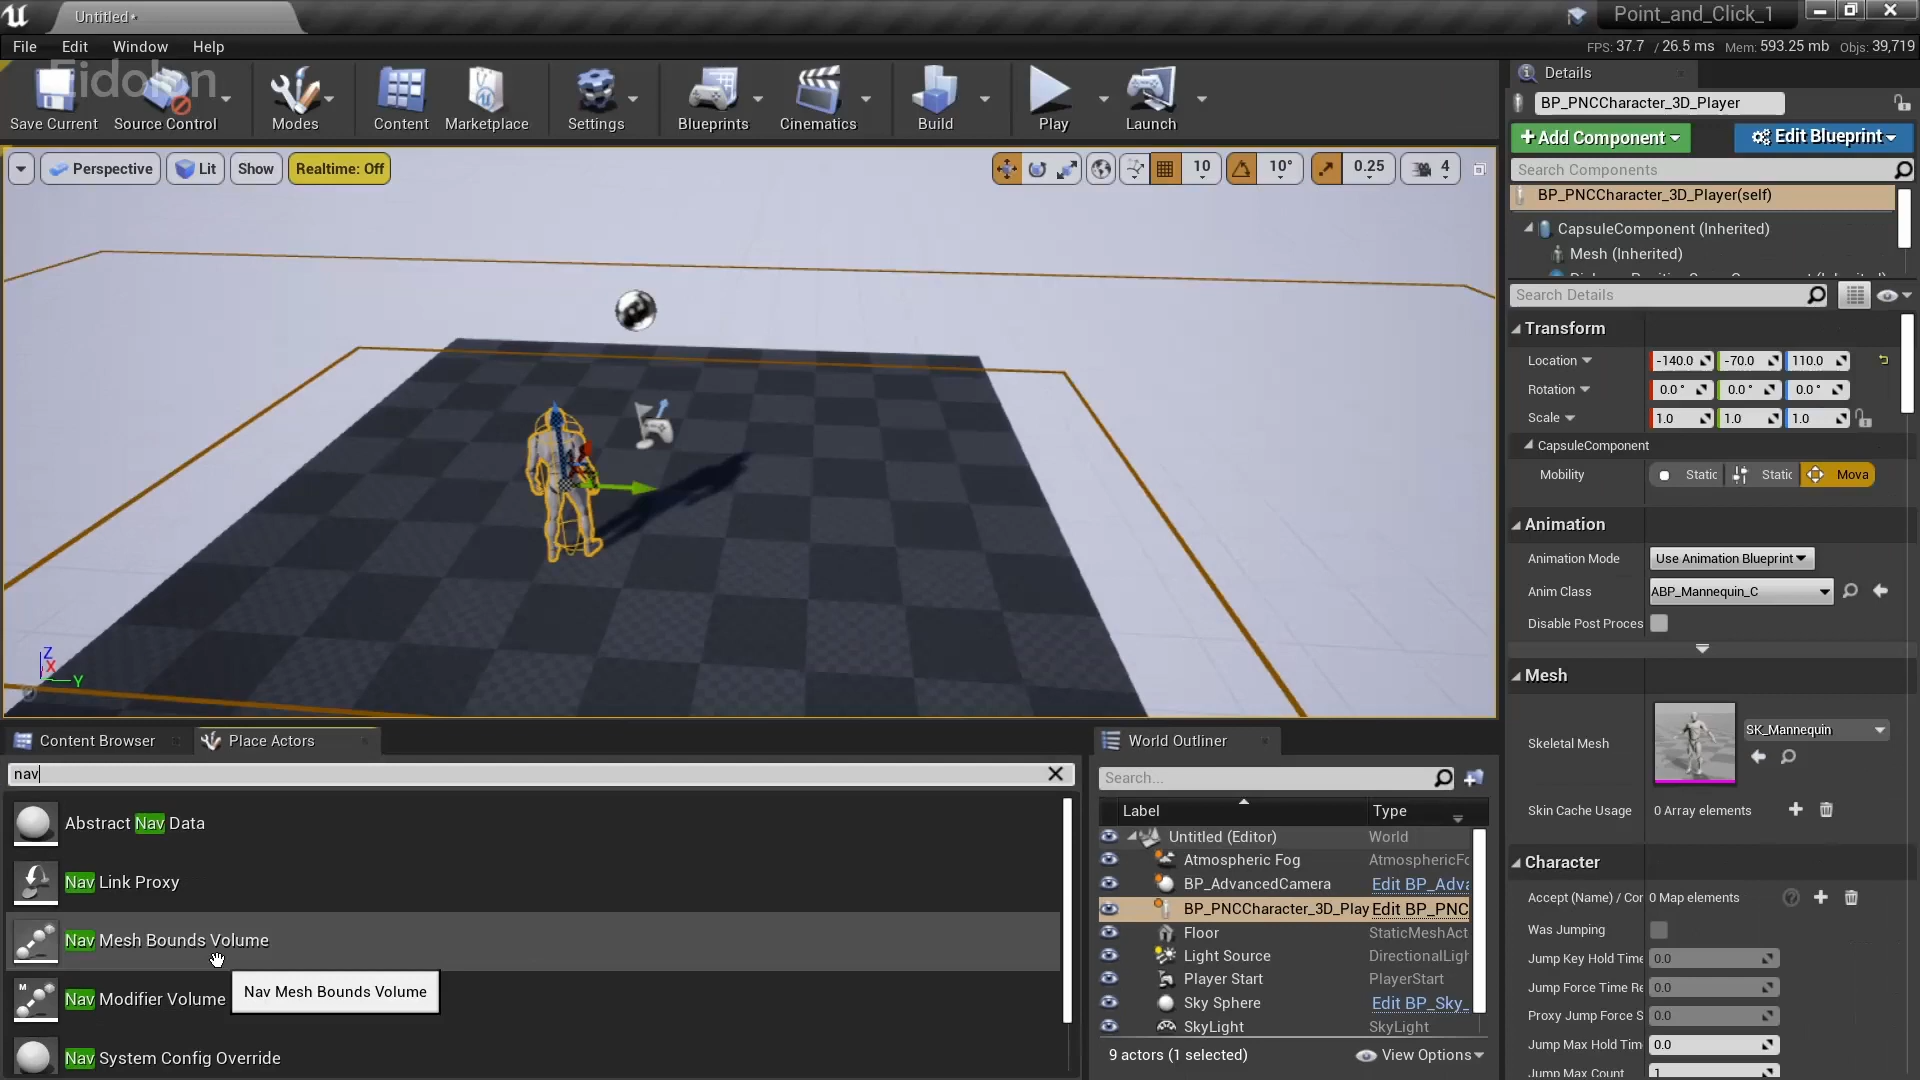 Untitled*
Point_and_Click_1
File Edit Window Help
FPS: 37.7 / 26.5 ms Mem: 593.25 mb Objs: 39,719
Eidolon
Save Current Source Control Modes Content Marketplace Settings Blueprints Cinematics Build Play Launch
Perspective Lit Show Realtime: Off
10 10° 0.25 4
Z
X
Y
Details
BP_PNCCharacter_3D_Player
+Add Component Edit Blueprint
Search Components
BP_PNCCharacter_3D_Player(self)
CapsuleComponent (Inherited)
Mesh (Inherited)
Search Details
Transform
Location -140.0 -70.0 110.0
Rotation 0.0° 0.0° 0.0°
Scale 1.0 1.0 1.0
CapsuleComponent
Mobility Static Static Mova
Animation
Animation Mode Use Animation Blueprint
Anim Class ABP_Mannequin_C
Disable Post Proces
Mesh
Skeletal Mesh SK_Mannequin
Skin Cache Usage 0 Array elements
Character
Accept (Name) / Cor 0 Map elements
Was Jumping
Jump Key Hold Time 0.0
Jump Force Time Re 0.0
Proxy Jump Force S 0.0
Jump Max Hold Tim 0.0
Jump Max Count 1
Content Browser Place Actors
nav
Abstract Nav Data
Nav Link Proxy
Nav Mesh Bounds Volume
Nav Modifier Volume
M
Nav Mesh Bounds Volume
Nav System Config Override
World Outliner
Search...
Label Type
Untitled (Editor) World
Atmospheric Fog AtmosphericFo
BP_AdvancedCamera Edit BP_Adva
BP_PNCCharacter_3D_Play Edit BP_PNC
Floor StaticMeshAct
Light Source DirectionalLigh
Player Start PlayerStart
Sky Sphere Edit BP_Sky_
SkyLight SkyLight
9 actors (1 selected) View Options